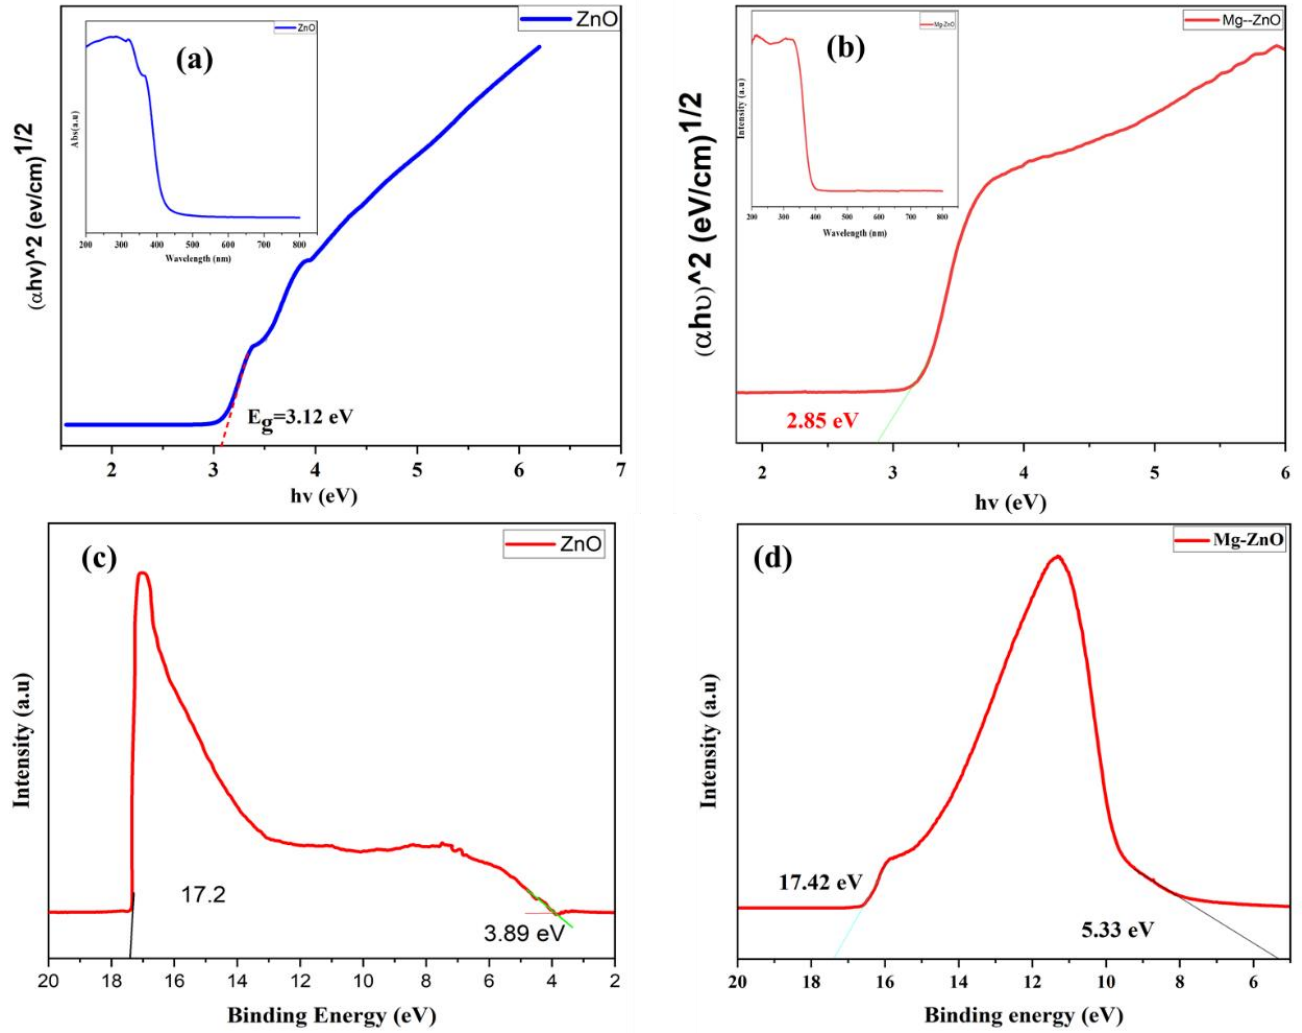 ZnO
(a)
ZnO
Abs(a.u)
200 300 400 500 600 700 800
Wavelength (nm)
(αhν)^2 (ev/cm)1/2
Eg=3.12 eV
2 3 4 5 6 7
hν (eV)
Mg--ZnO
(b)
Mg-ZnO
Intensity (a.u)
200 300 400 500 600 700 800
Wavelength (nm)
(αhυ)^2 (eV/cm)1/2
2.85 eV
2 3 4 5 6
hν (eV)
(c)
ZnO
Intensity (a.u)
17.2
3.89 eV
20 18 16 14 12 10 8 6 4 2
Binding Energy (eV)
(d)
Mg-ZnO
Intensity (a.u)
17.42 eV
5.33 eV
20 18 16 14 12 10 8 6
Binding energy (eV)